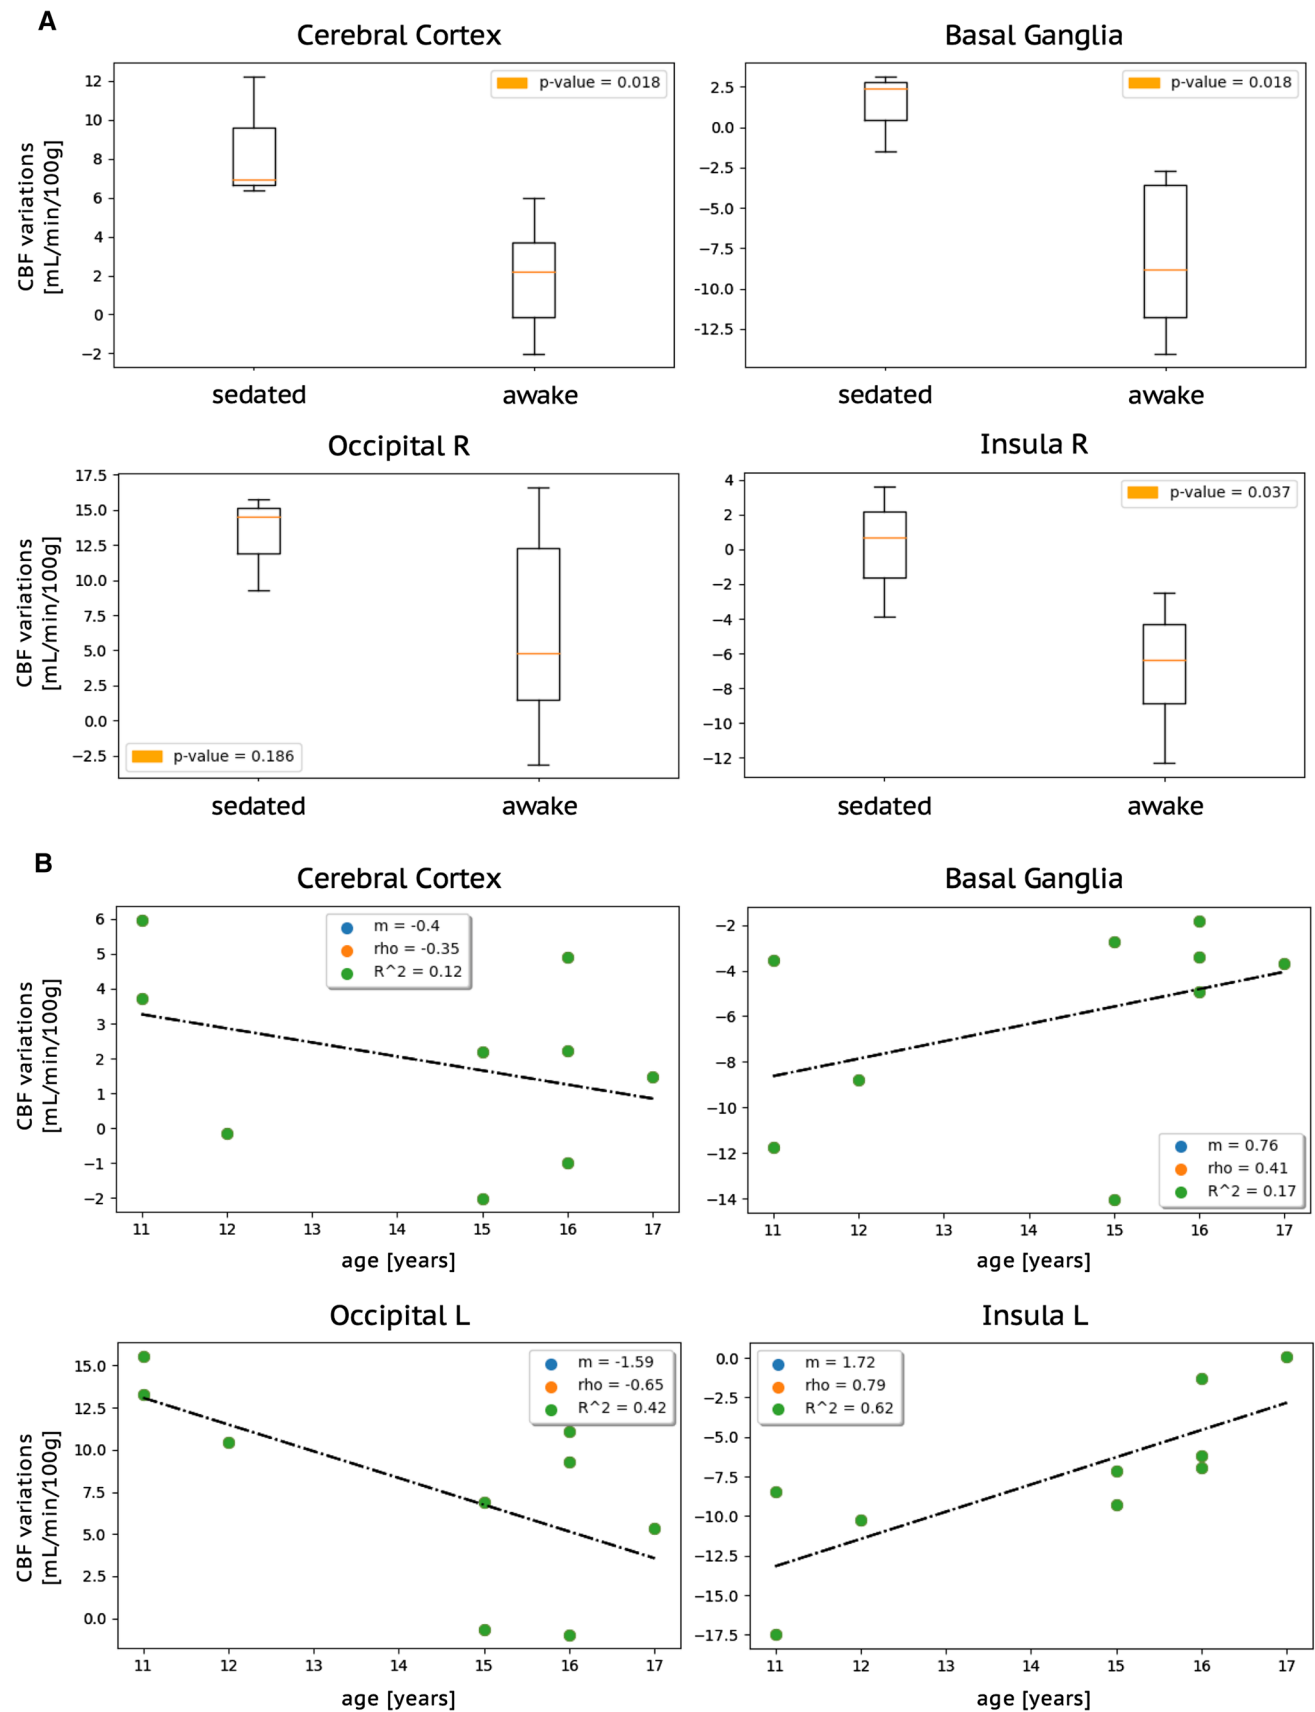 A
Cerebral Cortex
CBF variations
[mL/min/100g]
12
10
8
6
4
2
0
−2
p-value = 0.018
sedated
awake
Basal Ganglia
2.5
0.0
−2.5
−5.0
−7.5
-10.0
-12.5
p-value = 0.018
sedated
awake
Occipital R
CBF variations
[mL/min/100g]
17.5
15.0
12.5
10.0
7.5
5.0
2.5
0.0
−2.5
p-value = 0.186
sedated
awake
Insula R
4
2
0
−2
−4
−6
−8
−10
−12
p-value = 0.037
sedated
awake
B
Cerebral Cortex
CBF variations
[mL/min/100g]
6
5
4
3
2
1
0
−1
−2
m = -0.4
rho = -0.35
R^2 = 0.12
11 12 13 14 15 16 17
age [years]
Basal Ganglia
−2
−4
−6
−8
−10
−12
−14
m = 0.76
rho = 0.41
R^2 = 0.17
11 12 13 14 15 16 17
age [years]
Occipital L
CBF variations
[mL/min/100g]
15.0
12.5
10.0
7.5
5.0
2.5
0.0
m = -1.59
rho = -0.65
R^2 = 0.42
11 12 13 14 15 16 17
age [years]
Insula L
0.0
−2.5
−5.0
−7.5
−10.0
−12.5
−15.0
−17.5
m = 1.72
rho = 0.79
R^2 = 0.62
11 12 13 14 15 16 17
age [years]